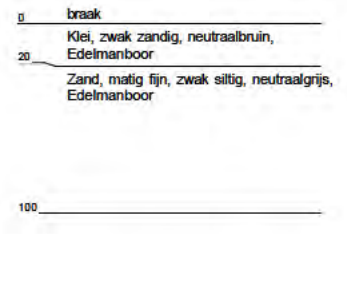 0 braak
Klei, zwak zandig, neutraalbruin,
Edelmanboor
20
Zand, matig fijn, zwak siltig, neutraalgrijs,
Edelmanboor
100